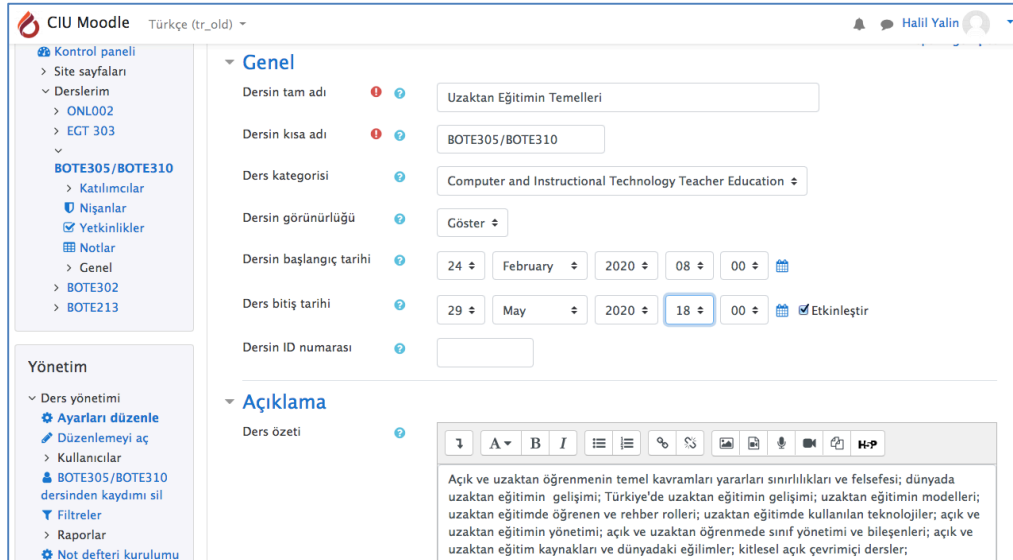 CIU Moodle Türkçe (tr_old) Halil Yalin
Kontrol paneli
Site sayfaları
Derslerim
ONL002
EGT 303
BOTE305/BOTE310
Katılımcılar
Nişanlar
Yetkinlikler
Notlar
Genel
BOTE302
BOTE213
Yönetim
Ders yönetimi
Ayarları düzenle
Düzenlemeyi aç
Kullanıcılar
BOTE305/BOTE310
dersinden kaydımı sil
Filtreler
Raporlar
Not defteri kurulumu
Genel
Dersin tam adı Uzaktan Eğitimin Temelleri
Dersin kısa adı BOTE305/BOTE310
Ders kategorisi Computer and Instructional Technology Teacher Education
Dersin görünürlüğü Göster
Dersin başlangıç tarihi 24 February 2020 08 00
Ders bitiş tarihi 29 May 2020 18 00 Etkinleştir
Dersin ID numarası
Açıklama
Ders özeti
A B I H5P
Açık ve uzaktan öğrenmenin temel kavramları yararları sınırlılıkları ve felsefesi; dünyada
uzaktan eğitimin gelişimi; Türkiye'de uzaktan eğitimin gelişimi; uzaktan eğitimin modelleri;
uzaktan eğitimde öğrenen ve rehber rolleri; uzaktan eğitimde kullanılan teknolojiler; açık ve
uzaktan eğitimin yönetimi; açık ve uzaktan öğrenmede sınıf yönetimi ve bileşenleri; açık ve
uzaktan eğitim kaynakları ve dünyadaki eğilimler; kitlesel açık çevrimiçi dersler;